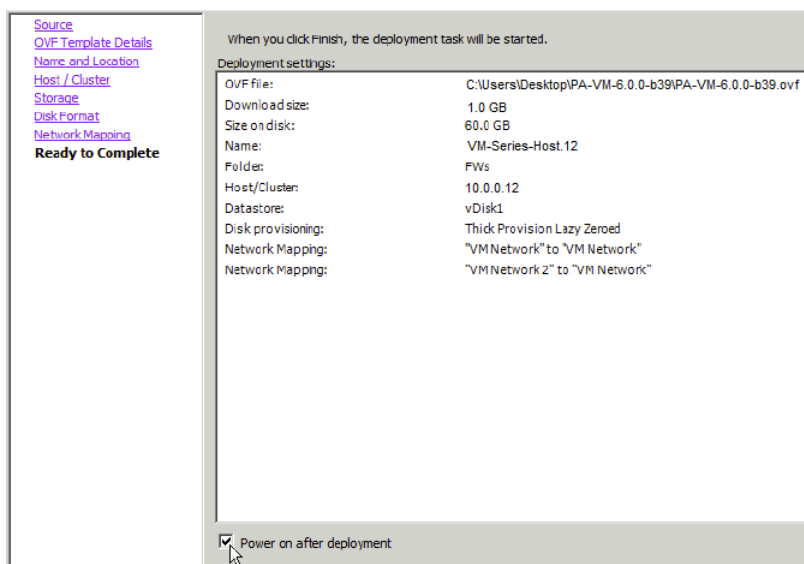 Source
OVF Template Details
Name and Location
Host / Cluster
Storage
Disk Format
Network Mapping
Ready to Complete
When you click Finish, the deployment task will be started.
Deployment settings:
OVF file: C:\Users\Desktop\PA-VM-6.0.0-b39\PA-VM-6.0.0-b39.ovf
Download size: 1.0 GB
Size on disk: 60.0 GB
Name: VM-Series-Host.12
Folder: FWs
Host/Cluster: 10.0.0.12
Datastore: vDisk1
Disk provisioning: Thick Provision Lazy Zeroed
Network Mapping: "VM Network" to "VM Network"
Network Mapping: "VM Network 2" to "VM Network"
Power on after deployment